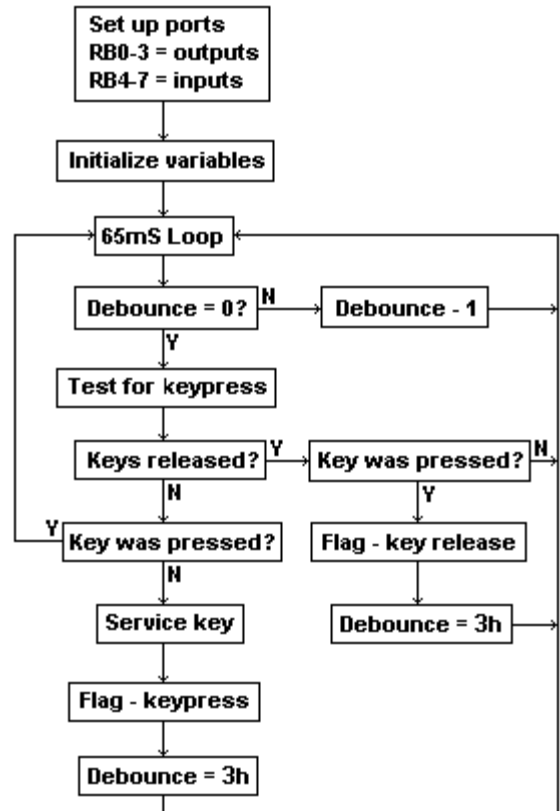 Set up ports
RB0-3 = outputs
RB4-7 = inputs
Initialize variables
65mS Loop
Debounce = 0?
N
Debounce - 1
Y
Test for keypress
Keys released?
Y
Key was pressed?
N
N
Y
Y
Key was pressed?
Flag - key release
N
Service key
Debounce = 3h
Flag - keypress
Debounce = 3h